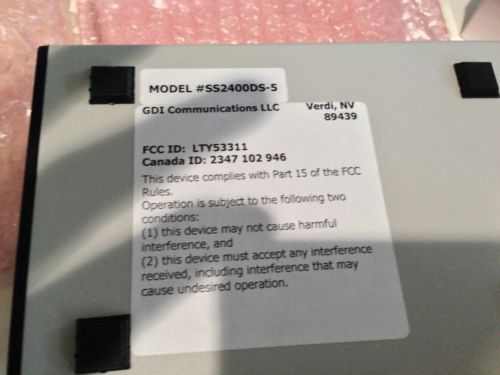 MODEL #SS2400DS-5
GDI Communications LLC Verdi, NV
89439
FCC ID: LTY53311
Canada ID: 2347 102 946
This device complies with Part 15 of the FCC
Rules.
Operation is subject to the following two
conditions:
(1) this device may not cause harmful
interference, and
(2) this device must accept any interference
received, including interference that may
cause undesired operation.